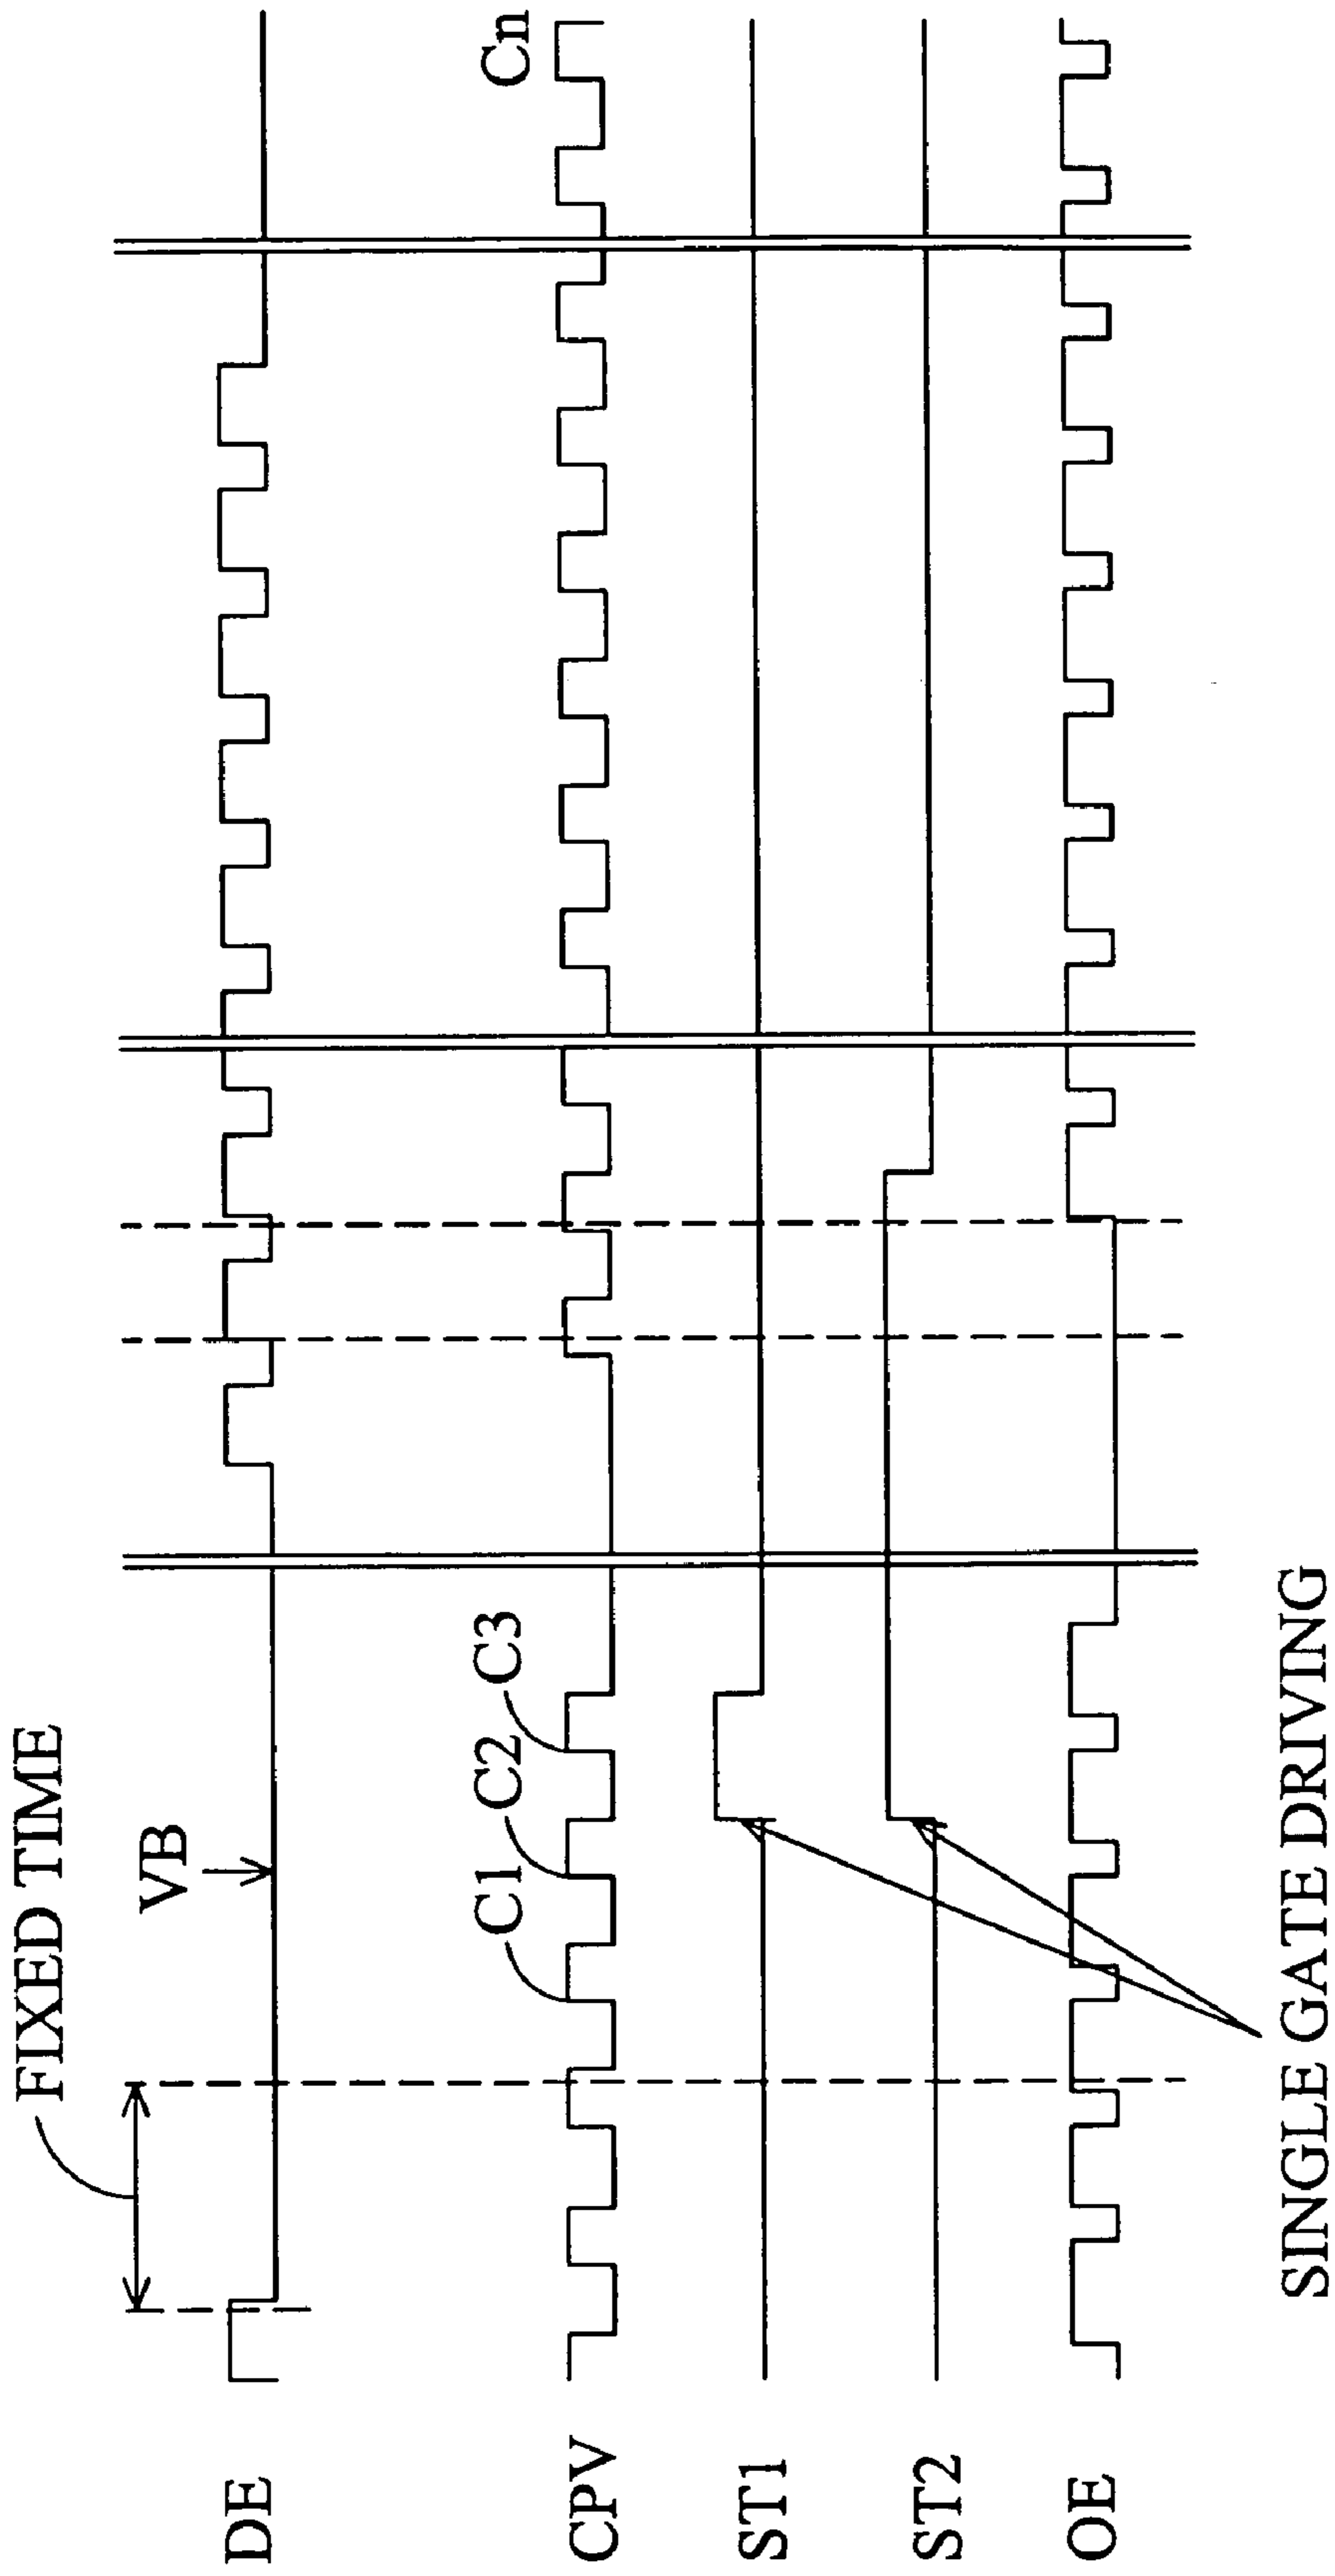 FIXED TIME
VB
DE
C1
C2
C3
Cn
CPV
ST1
ST2
OE
SINGLE GATE DRIVING